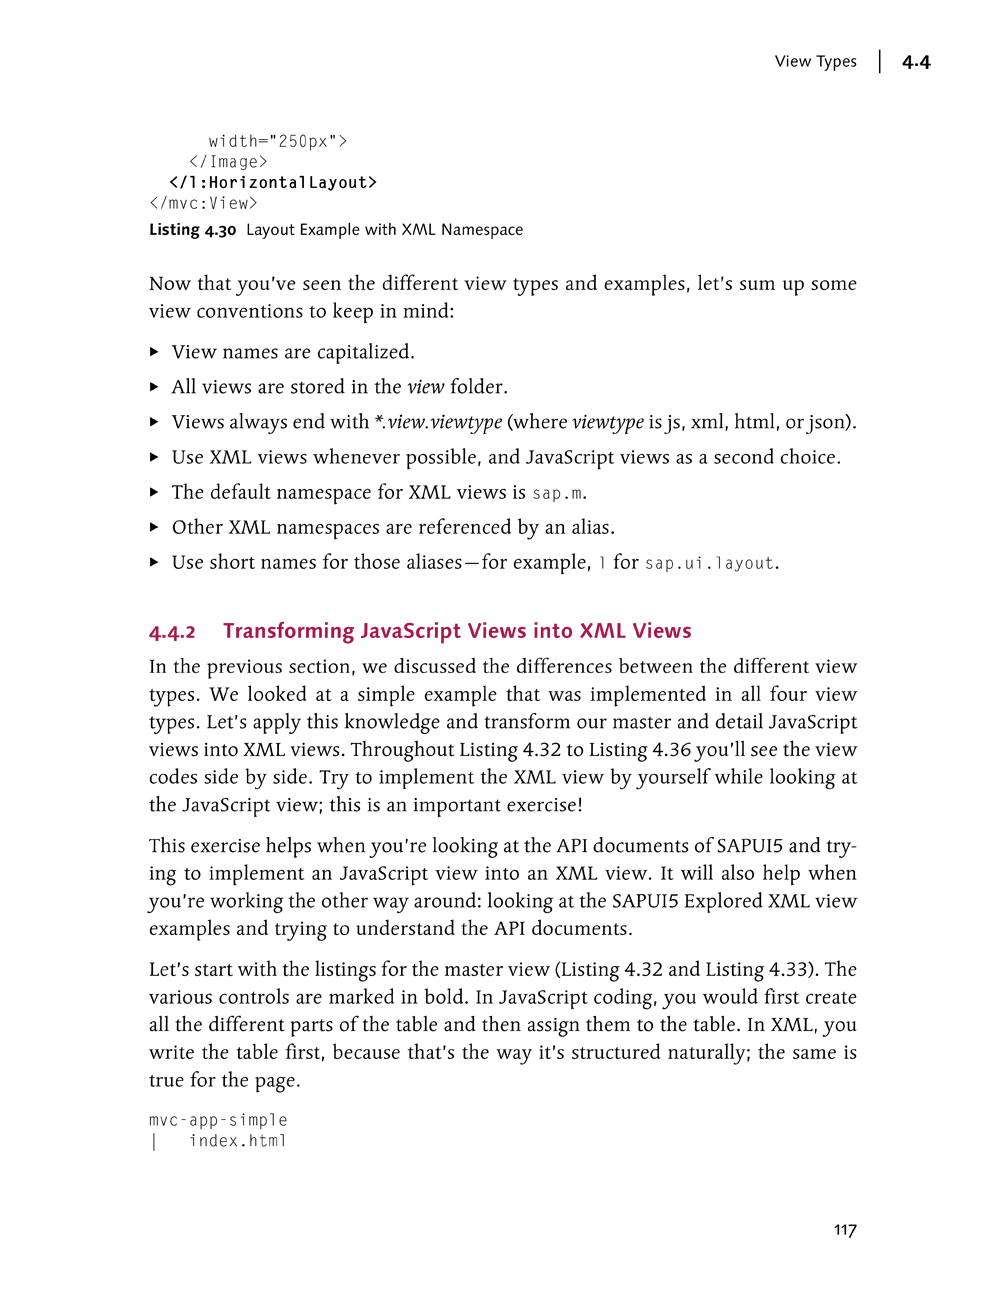 View Types | 4.4
width="250px">
</Image>
</l:HorizontalLayout>
</mvc:View>
Listing 4.30 Layout Example with XML Namespace
Now that you've seen the different view types and examples, let's sum up some
view conventions to keep in mind:
▶ View names are capitalized.
▶ All views are stored in the view folder.
▶ Views always end with *.view.viewtype (where viewtype is js, xml, html, or json).
▶ Use XML views whenever possible, and JavaScript views as a second choice.
▶ The default namespace for XML views is sap.m.
▶ Other XML namespaces are referenced by an alias.
▶ Use short names for those aliases—for example, l for sap.ui.layout.
4.4.2 Transforming JavaScript Views into XML Views
In the previous section, we discussed the differences between the different view
types. We looked at a simple example that was implemented in all four view
types. Let's apply this knowledge and transform our master and detail JavaScript
views into XML views. Throughout Listing 4.32 to Listing 4.36 you'll see the view
codes side by side. Try to implement the XML view by yourself while looking at
the JavaScript view; this is an important exercise!
This exercise helps when you're looking at the API documents of SAPUI5 and try-
ing to implement an JavaScript view into an XML view. It will also help when
you're working the other way around: looking at the SAPUI5 Explored XML view
examples and trying to understand the API documents.
Let's start with the listings for the master view (Listing 4.32 and Listing 4.33). The
various controls are marked in bold. In JavaScript coding, you would first create
all the different parts of the table and then assign them to the table. In XML, you
write the table first, because that's the way it's structured naturally; the same is
true for the page.
mvc-app-simple
| index.html
117